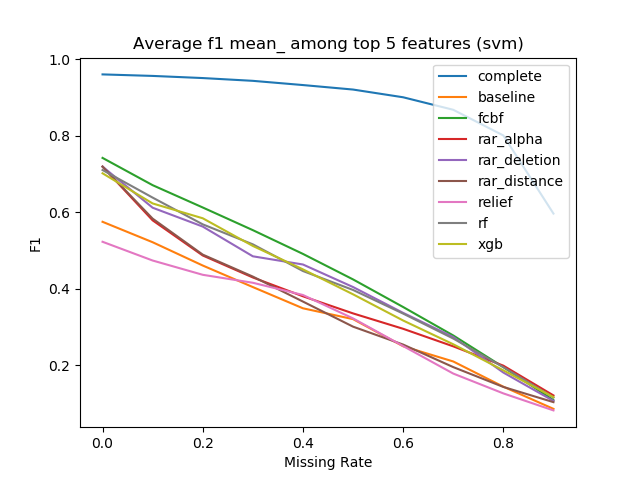 Average f1 mean_ among top 5 features (svm)
1.0
0.8
0.6
0.4
0.2
F1
complete
baseline
fcbf
rar_alpha
rar_deletion
rar_distance
relief
rf
xgb
0.0 0.2 0.4 0.6 0.8
Missing Rate